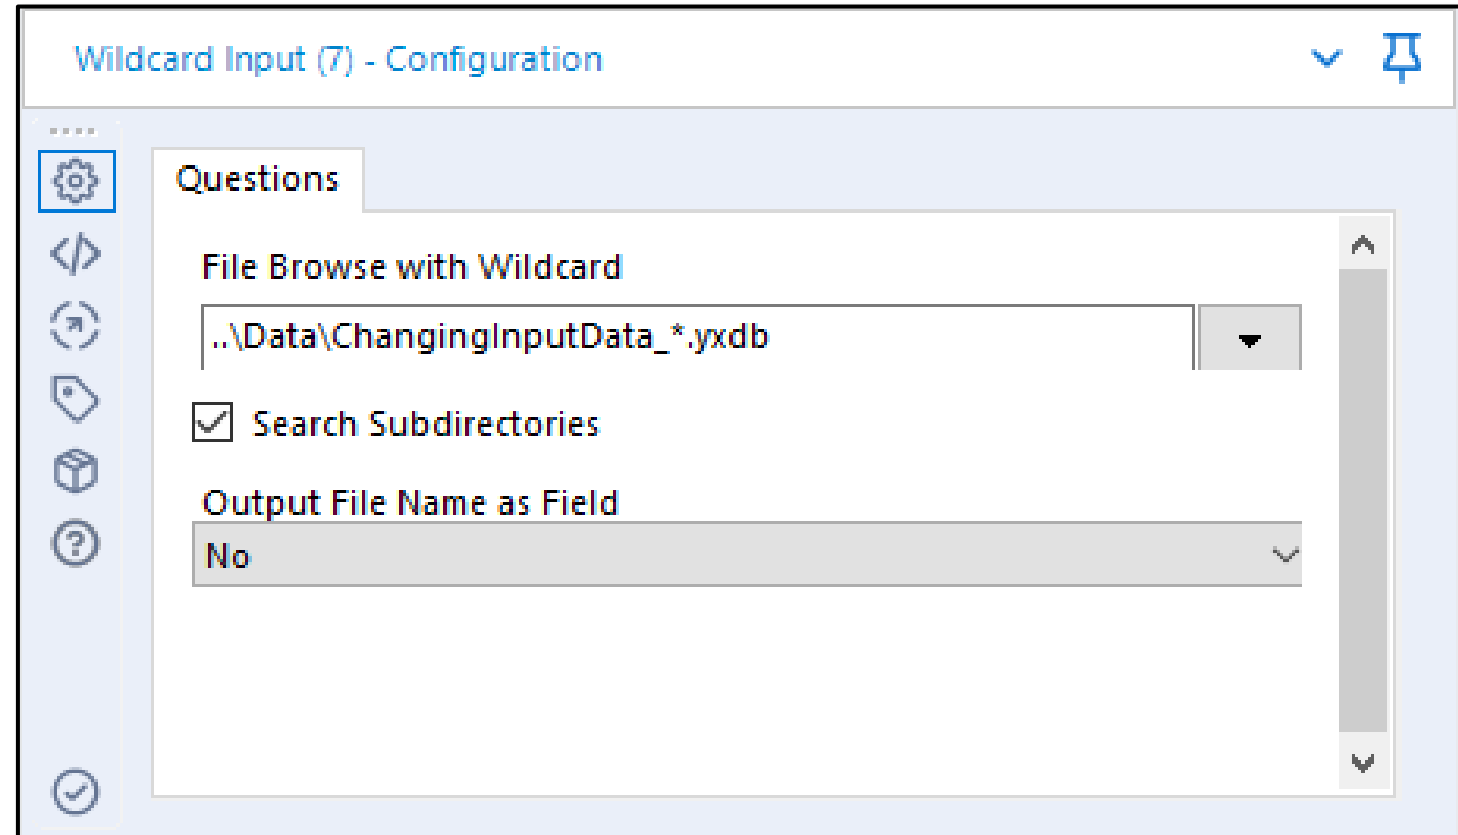 Wildcard Input (7) - Configuration
Questions
File Browse with Wildcard
..\Data\ChangingInputData_*.yxdb
Search Subdirectories
Output File Name as Field
No